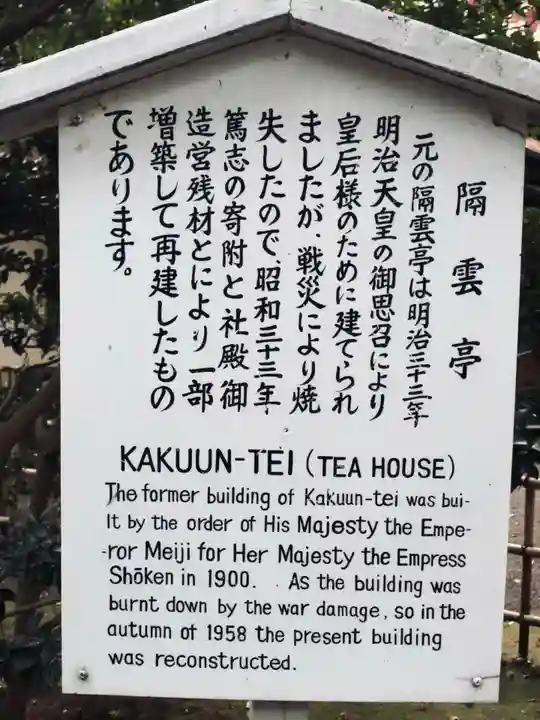 隔雲亭
元の隔雲亭は明治三十三年
明治天皇の御思召により
皇后様のために建てられ
ましたが、戦災により焼
失したので、昭和三十三年、
篤志の寄附と社殿御
造営残材とにより一部
増築して再建したもの
であります。
KAKUUN-TEI (TEA HOUSE)
The former building of Kakuun-tei was bui-
lt by the order of His Majesty the Empe-
-ror Meiji for Her Majesty the Empress
Shōken in 1900. As the building was
burnt down by the war damage, so in the
autumn of 1958 the present building
was reconstructed.